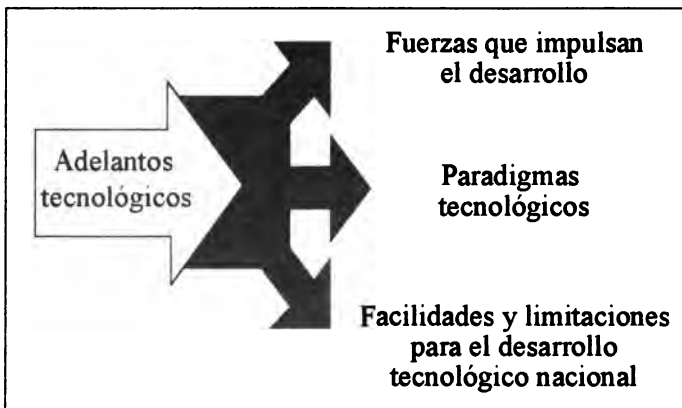 Fuerzas que impulsan
el desarrollo
Adelantos
tecnológicos
Paradigmas
tecnológicos
Facilidades y limitaciones
para el desarrollo
tecnológico nacional